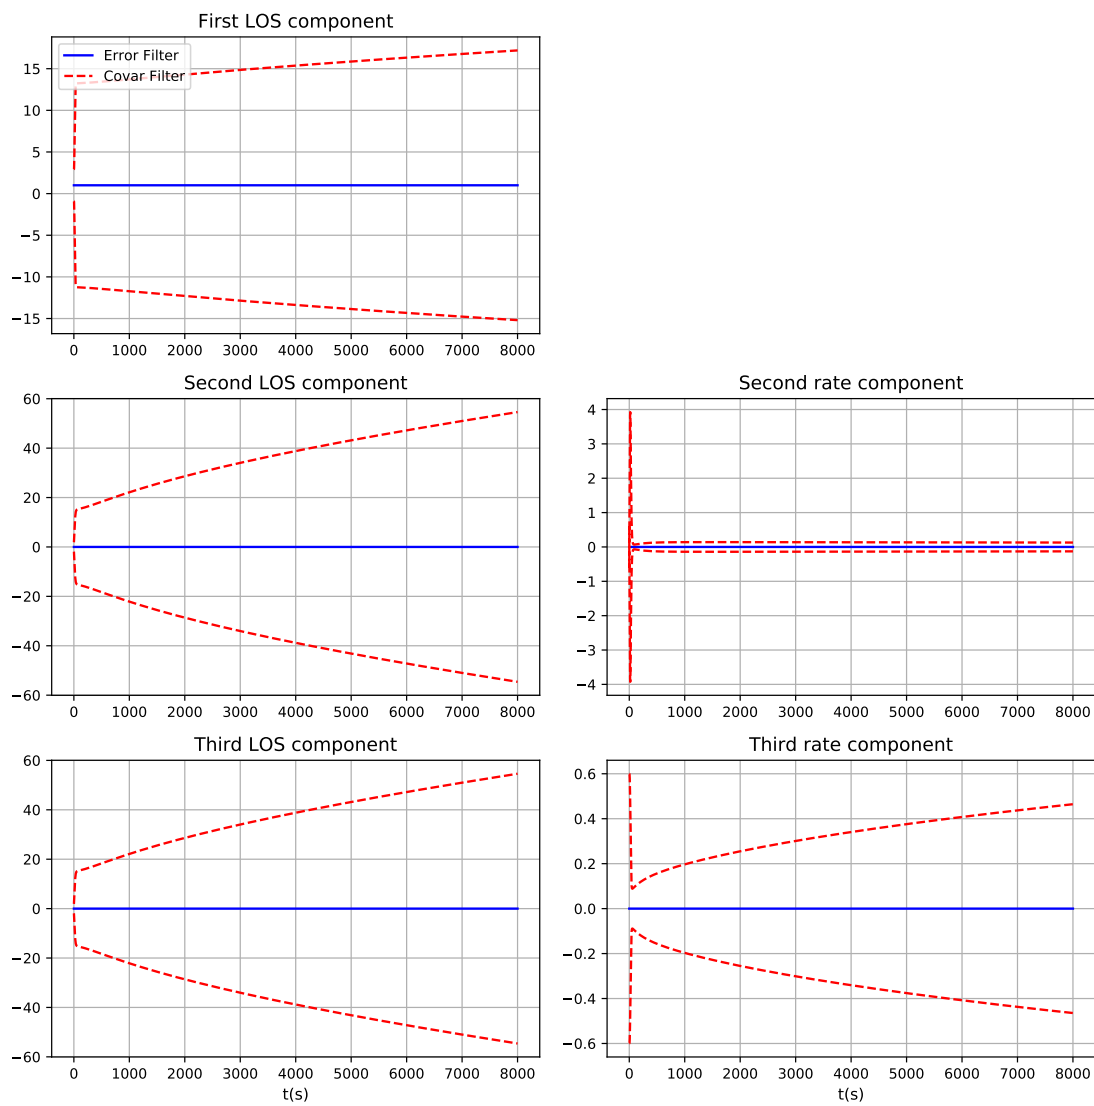 First LOS component
Error Filter
Covar Filter
15
10
5
0
−5
−10
−15
0 1000 2000 3000 4000 5000 6000 7000 8000
Second LOS component
60
40
20
0
−20
−40
−60
0 1000 2000 3000 4000 5000 6000 7000 8000
Second rate component
4
3
2
1
0
−1
−2
−3
−4
0 1000 2000 3000 4000 5000 6000 7000 8000
Third LOS component
60
40
20
0
−20
−40
−60
0 1000 2000 3000 4000 5000 6000 7000 8000
t(s)
Third rate component
0.6
0.4
0.2
0.0
−0.2
−0.4
−0.6
0 1000 2000 3000 4000 5000 6000 7000 8000
t(s)